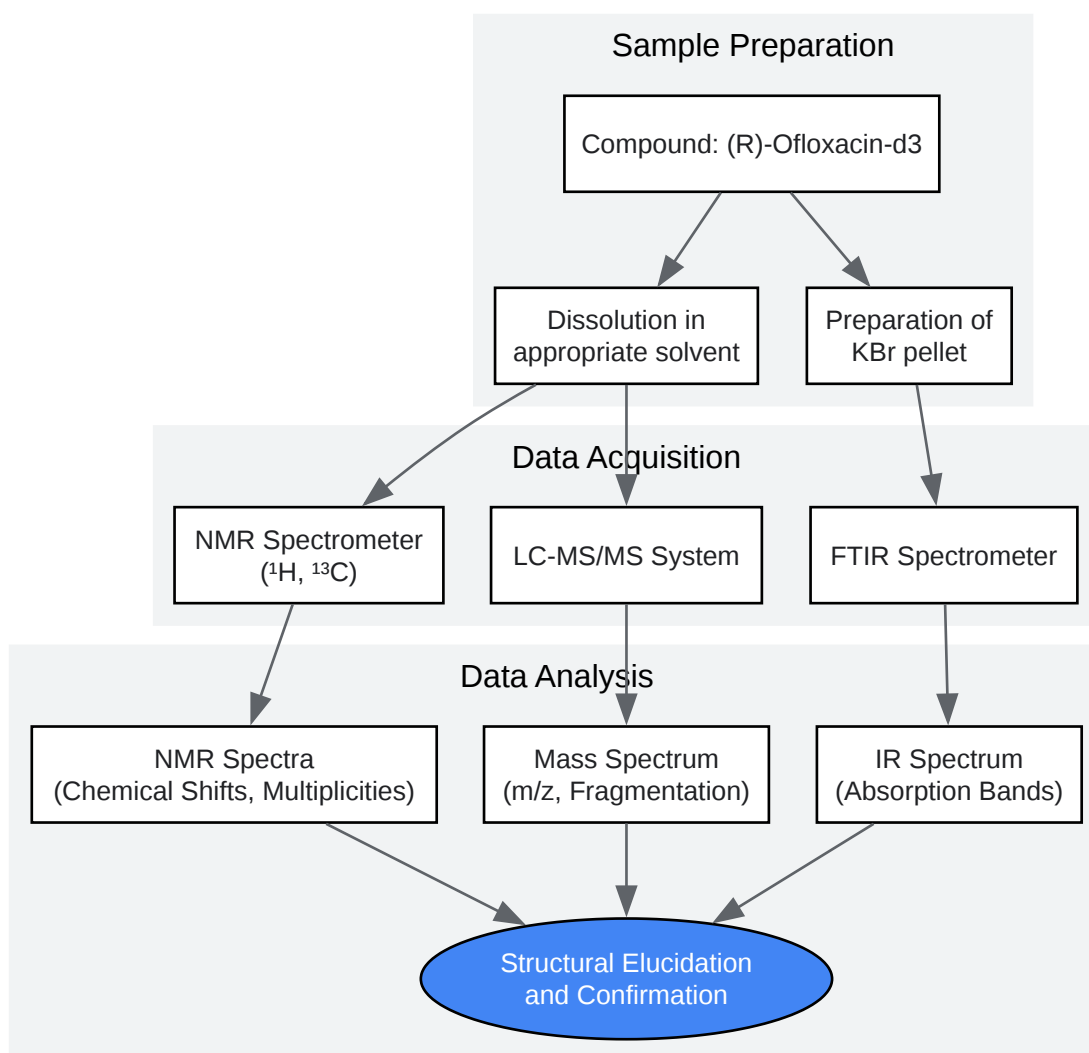 Sample Preparation
Compound: (R)-Ofloxacin-d3
Dissolution in
appropriate solvent
Preparation of
KBr pellet
Data Acquisition
NMR Spectrometer
(¹H, ¹³C)
LC-MS/MS System
FTIR Spectrometer
Data Analysis
NMR Spectra
(Chemical Shifts, Multiplicities)
Mass Spectrum
(m/z, Fragmentation)
IR Spectrum
(Absorption Bands)
Structural Elucidation
and Confirmation